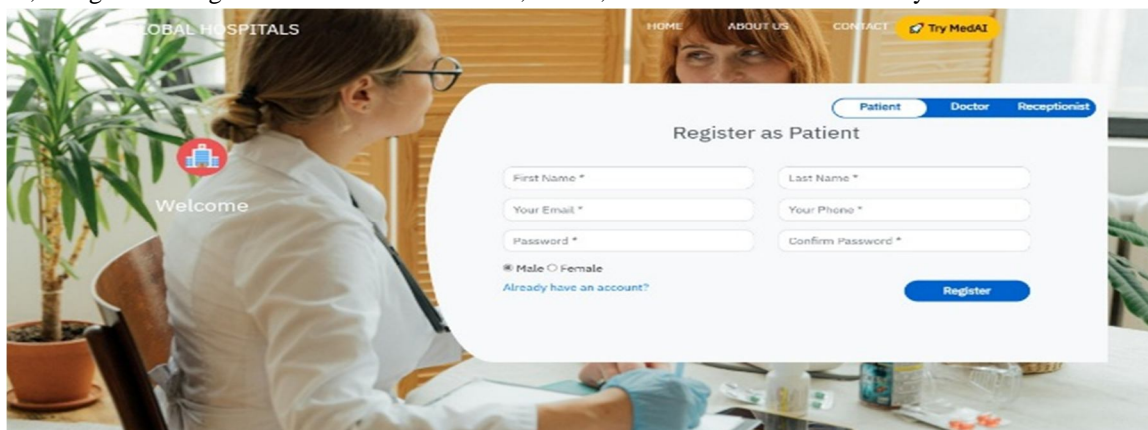 GLOBAL HOSPITALS
HOME ABOUT US CONTACT Try MedAI
Patient Doctor Receptionist
Register as Patient
Welcome
First Name * Last Name *
Your Email * Your Phone *
Password * Confirm Password *
Male Female
Already have an account? Register